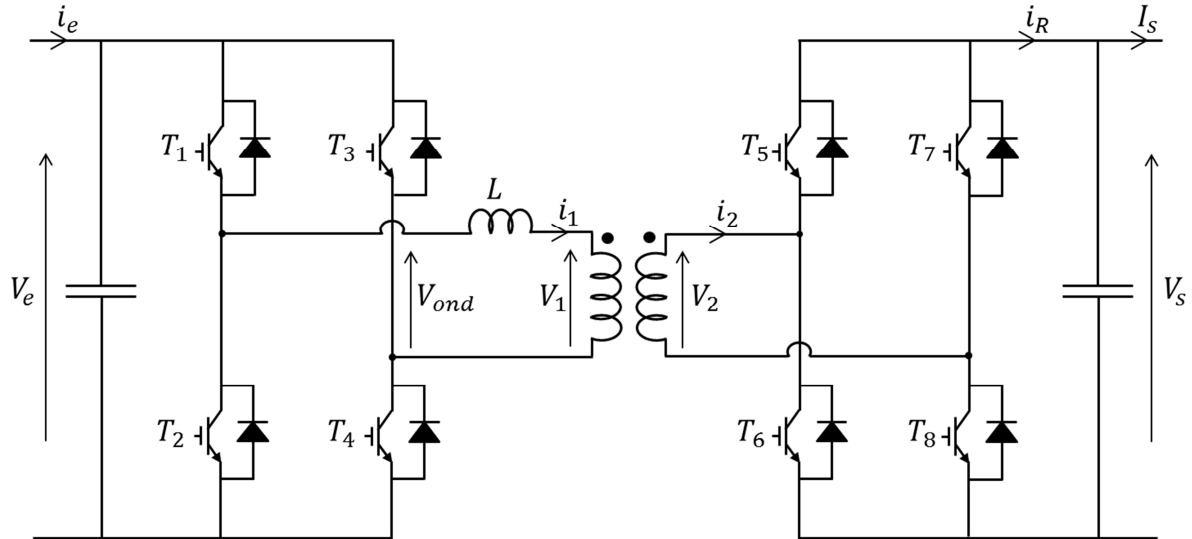 i_e
i_R
I_s
T_1
T_3
T_5
T_7
L
i_1
i_2
V_e
V_ond
V_1
V_2
V_s
T_2
T_4
T_6
T_8